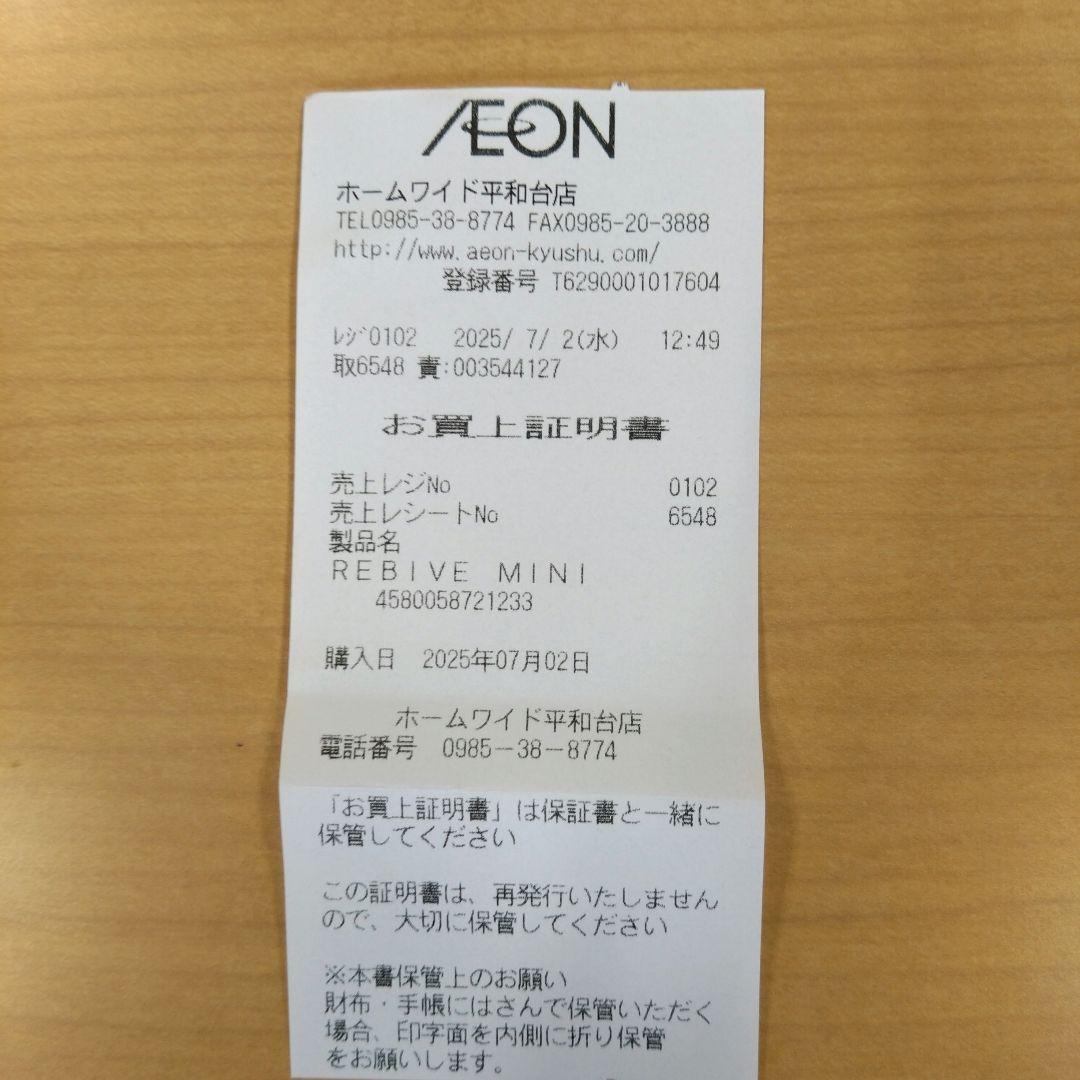 ÆON
ホームワイド平和台店
TEL0985-38-8774 FAX0985-20-3888
http://www.aeon-kyushu.com/
登録番号 T6290001017604
ﾚｼﾞ0102 2025/ 7/ 2(水) 12:49
取6548 責:003544127
お買上証明書
売上レジNo 0102
売上レシートNo 6548
製品名
REBIVE MINI
4580058721233
購入日 2025年07月02日
ホームワイド平和台店
電話番号 0985-38-8774
「お買上証明書」は保証書と一緒に
保管してください
この証明書は、再発行いたしません
ので、大切に保管してください
※本書保管上のお願い
財布・手帳にはさんで保管いただく
場合、印字面を内側に折り保管
をお願いします。